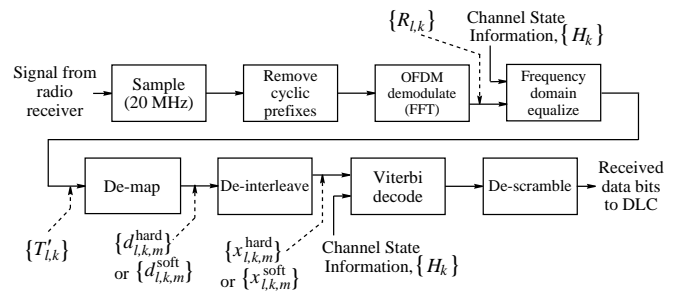 {R_{l,k}}
Channel State
Information, {H_k}
Signal from
radio
receiver
Sample
(20 MHz)
Remove
cyclic
prefixes
OFDM
demodulate
(FFT)
Frequency
domain
equalize
De-map
De-interleave
Viterbi
decode
De-scramble
Received
data bits
to DLC
{T'_{l,k}}
{d^{hard}_{l,k,m}}
or {d^{soft}_{l,k,m}}
{x^{hard}_{l,k,m}}
or {x^{soft}_{l,k,m}}
Channel State
Information, {H_k}